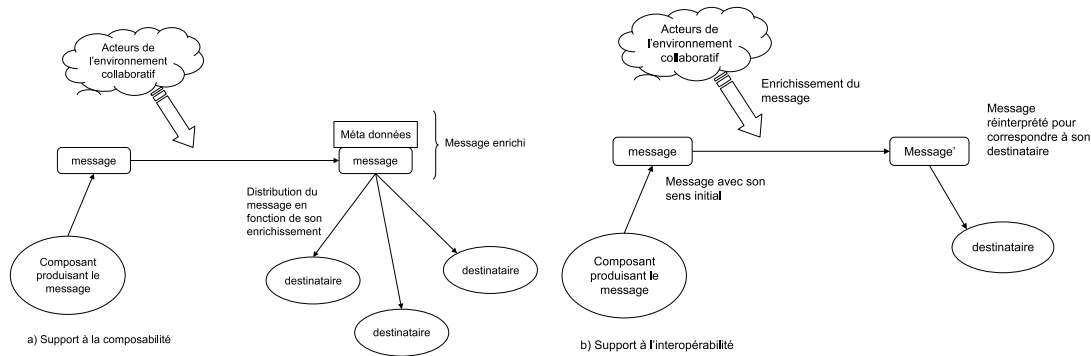 Acteurs de
l'environnement
collaboratif
Méta données
message
message
Message enrichi
Distribution du
message en
fonction de son
enrichissement
Composant
produisant le
message
destinataire
destinataire
destinataire
a) Support à la composabilité
Acteurs de
l'environnement
collaboratif
Enrichissement du
message
Message
réinterprété pour
correspondre à son
destinataire
message
Message'
Message avec son
sens initial
Composant
produisant le
message
destinataire
b) Support à l'interopérabilité